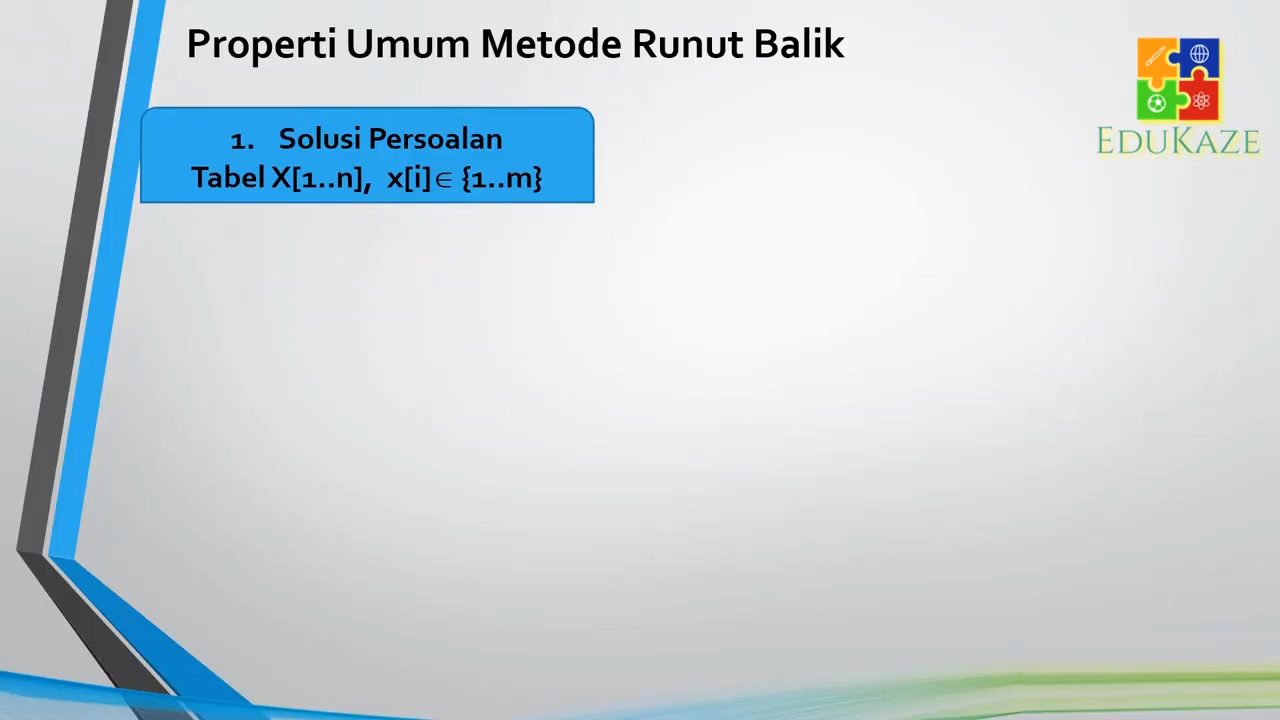 Properti Umum Metode Runut Balik
1. Solusi Persoalan
Tabel X[1..n], x[i]∈ {1..m}
EDUKAZE